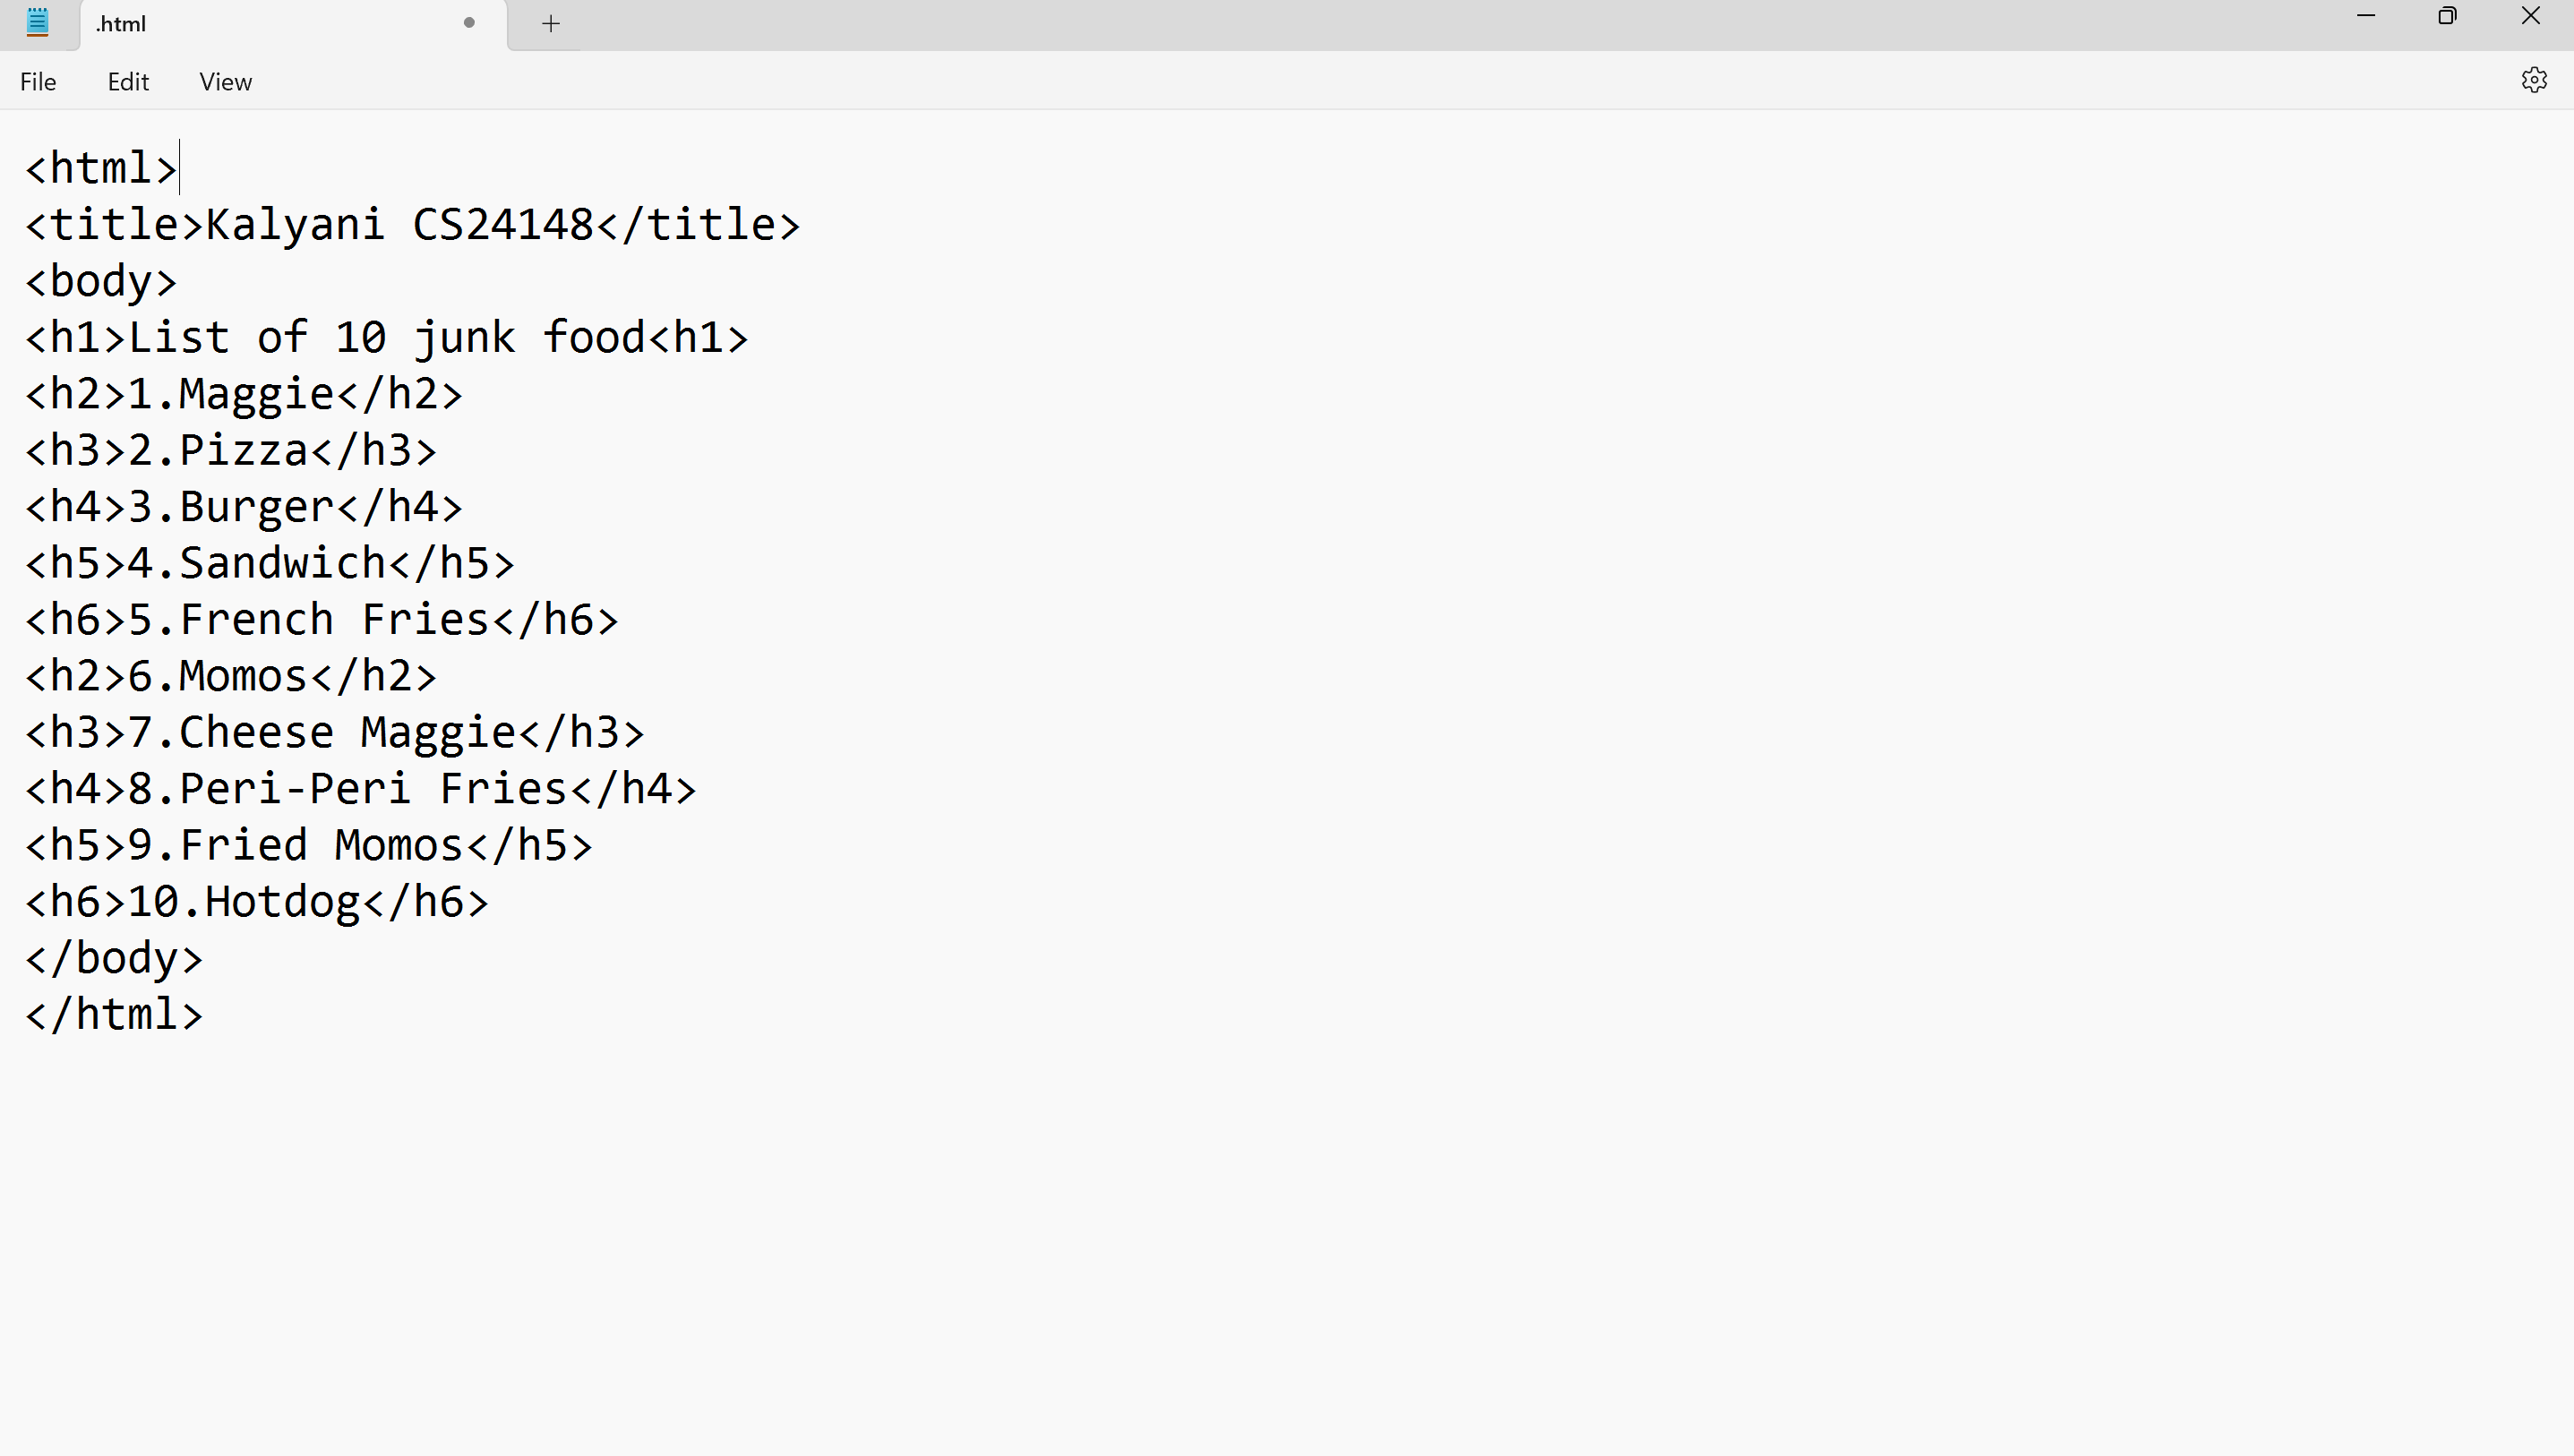 .html
File Edit View
<html>
<title>Kalyani CS24148</title>
<body>
<h1>List of 10 junk food<h1>
<h2>1.Maggie</h2>
<h3>2.Pizza</h3>
<h4>3.Burger</h4>
<h5>4.Sandwich</h5>
<h6>5.French Fries</h6>
<h2>6.Momos</h2>
<h3>7.Cheese Maggie</h3>
<h4>8.Peri-Peri Fries</h4>
<h5>9.Fried Momos</h5>
<h6>10.Hotdog</h6>
</body>
</html>